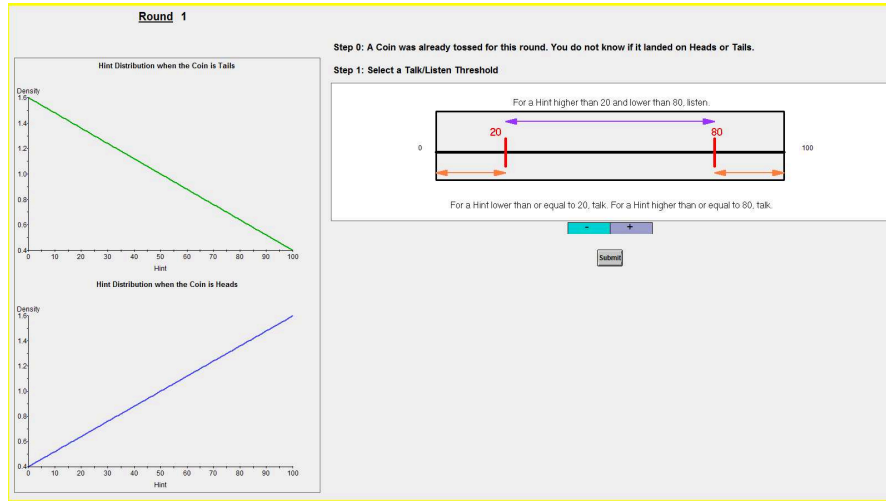 Round 1
Step 0: A Coin was already tossed for this round. You do not know if it landed on Heads or Tails.
Step 1: Select a Talk/Listen Threshold
Hint Distribution when the Coin is Tails
Density
1.6
1.4
1.2
1.0
0.8
0.6
0.4
0 10 20 30 40 50 60 70 80 90 100
Hint
Hint Distribution when the Coin is Heads
Density
1.6
1.4
1.2
1.0
0.8
0.6
0.4
0 10 20 30 40 50 60 70 80 90 100
Hint
For a Hint higher than 20 and lower than 80, listen.
20 80
0 100
For a Hint lower than or equal to 20, talk. For a Hint higher than or equal to 80, talk.
- +
Submit